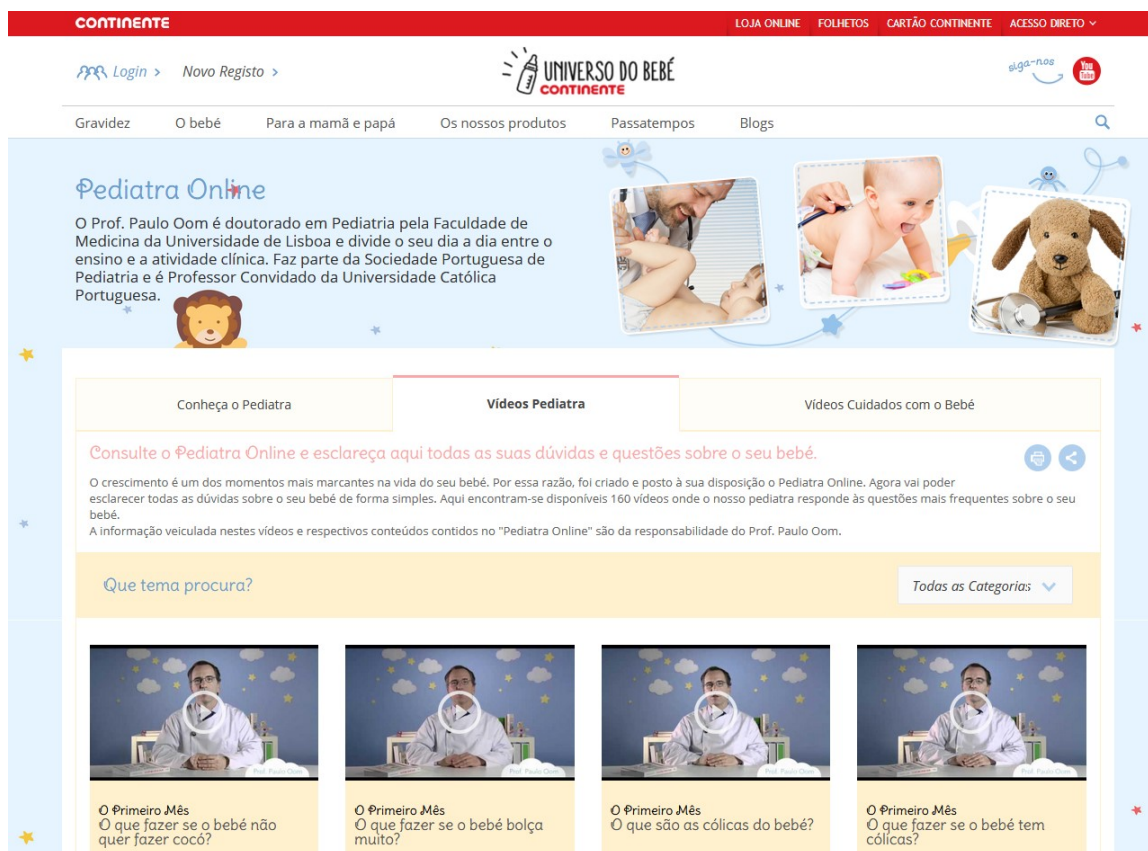 CONTINENTE
LOJA ONLINE FOLHETOS CARTÃO CONTINENTE ACESSO DIRETO
Login > Novo Registo >
UNIVERSO DO BEBÉ
CONTINENTE
siga-nos
You
Tube
Gravidez O bebé Para a mamã e papá Os nossos produtos Passatempos Blogs
Pediatra Online
O Prof. Paulo Oom é doutorado em Pediatria pela Faculdade de
Medicina da Universidade de Lisboa e divide o seu dia a dia entre o
ensino e a atividade clínica. Faz parte da Sociedade Portuguesa de
Pediatria e é Professor Convidado da Universidade Católica
Portuguesa.
Conheça o Pediatra Vídeos Pediatra Vídeos Cuidados com o Bebé
Consulte o Pediatra Online e esclareça aqui todas as suas dúvidas e questões sobre o seu bebé.
O crescimento é um dos momentos mais marcantes na vida do seu bebé. Por essa razão, foi criado e posto à sua disposição o Pediatra Online. Agora vai poder
esclarecer todas as dúvidas sobre o seu bebé de forma simples. Aqui encontram-se disponíveis 160 vídeos onde o nosso pediatra responde às questões mais frequentes sobre o seu
bebé.
A informação veiculada nestes vídeos e respectivos conteúdos contidos no "Pediatra Online" são da responsabilidade do Prof. Paulo Oom.
Que tema procura?
Todas as Categorias
Prof. Paulo Oom Prof. Paulo Oom Prof. Paulo Oom Prof. Paulo Oom
O Primeiro Mês
O que fazer se o bebé não
quer fazer cocó?
O Primeiro Mês
O que fazer se o bebé bolça
muito?
O Primeiro Mês
O que são as cólicas do bebé?
O Primeiro Mês
O que fazer se o bebé tem
cólicas?